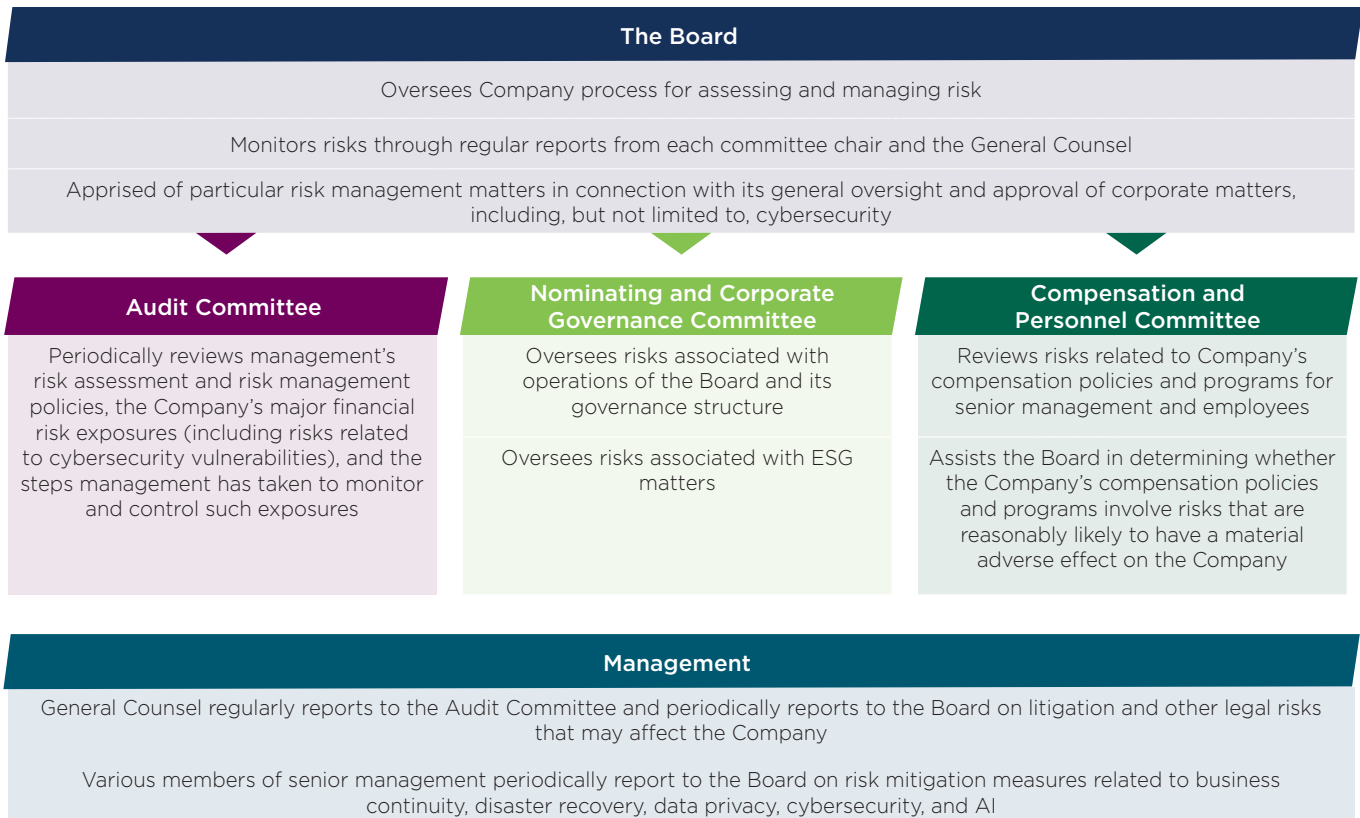 The Board
Oversees Company process for assessing and managing risk
Monitors risks through regular reports from each committee chair and the General Counsel
Apprised of particular risk management matters in connection with its general oversight and approval of corporate matters,
including, but not limited to, cybersecurity
Audit Committee
Periodically reviews management’s
risk assessment and risk management
policies, the Company’s major financial
risk exposures (including risks related
to cybersecurity vulnerabilities), and the
steps management has taken to monitor
and control such exposures
Nominating and Corporate
Governance Committee
Oversees risks associated with
operations of the Board and its
governance structure
Oversees risks associated with ESG
matters
Compensation and
Personnel Committee
Reviews risks related to Company’s
compensation policies and programs for
senior management and employees
Assists the Board in determining whether
the Company’s compensation policies
and programs involve risks that are
reasonably likely to have a material
adverse effect on the Company
Management
General Counsel regularly reports to the Audit Committee and periodically reports to the Board on litigation and other legal risks
that may affect the Company
Various members of senior management periodically report to the Board on risk mitigation measures related to business
continuity, disaster recovery, data privacy, cybersecurity, and AI